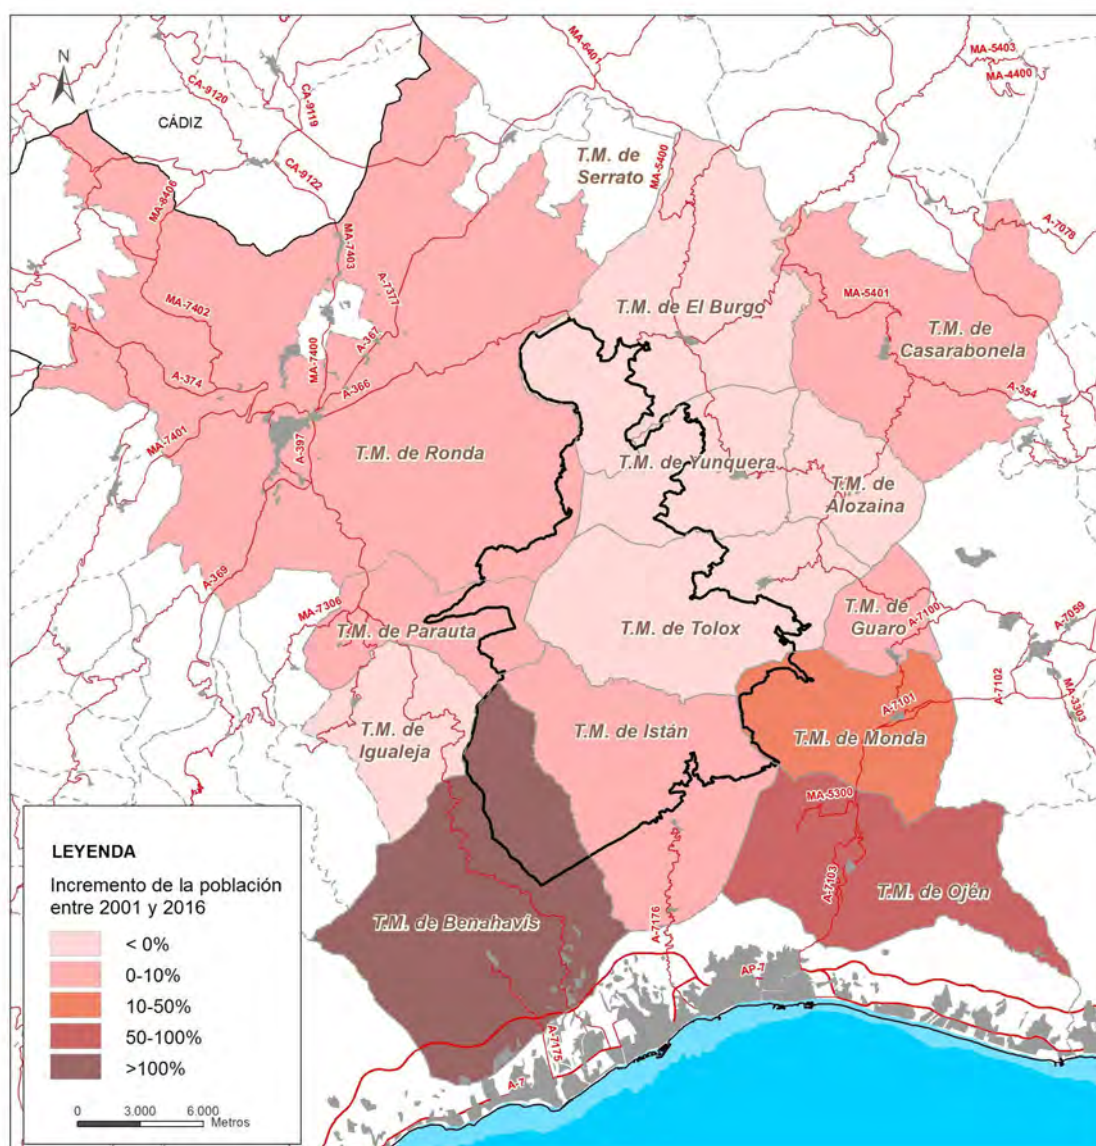 MA-6401
MA-5403
MA-4400
N
CA-9120
CA-9119
CÁDIZ
CA-9122
T.M. de
Serrato
MA-5400
MA-8406
A-7078
MA-7403
A-7377
MA-7402
MA-5401
T.M. de El Burgo
T.M. de
Casarabonela
A-367
MA-7400
A-374
A-366
A-354
MA-7401
A-397
T.M. de Ronda
T.M. de Yunquera
T.M. de
Alozaina
A-369
MA-7306
T.M. de Parauta
T.M. de Tolox
T.M. de
Guaro
A-7100
A-7059
A-7102
MA-3303
A-7101
T.M. de
Igualeja
T.M. de Istán
T.M. de Monda
MA-5300
A-7103
T.M. de Ojén
T.M. de Benahavís
A-7176
AP-7
A-7175
A-7
LEYENDA
Incremento de la población
entre 2001 y 2016
< 0%
0-10%
10-50%
50-100%
>100%
0 3.000 6.000
Metros